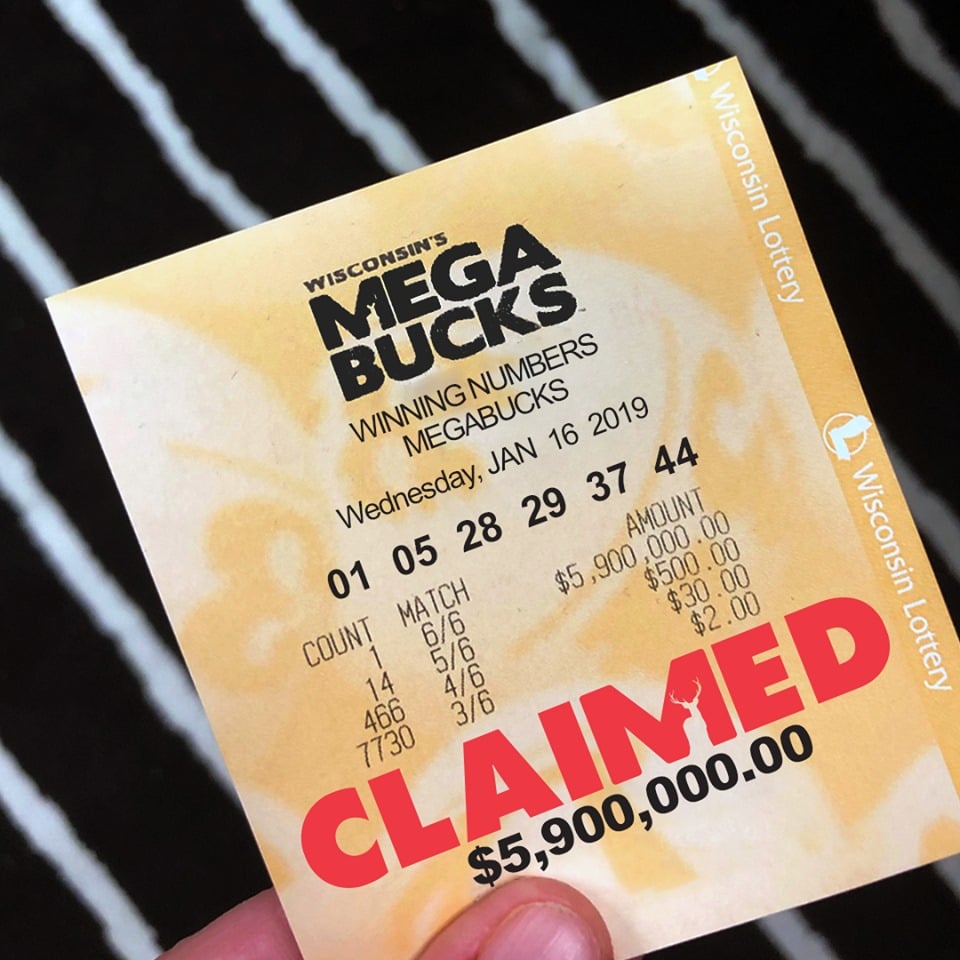 WISCONSIN'S
MEGA
BUCKS
WINNING NUMBERS
MEGABUCKS
Wednesday, JAN 16 2019
01 05 28 29 37 44
COUNT MATCH AMOUNT
1 6/6 $5,900,000.00
14 5/6 $500.00
466 4/6 $30.00
7730 3/6 $2.00
CLAIMED
$5,900,000.00
Wisconsin Lottery
Wisconsin Lottery